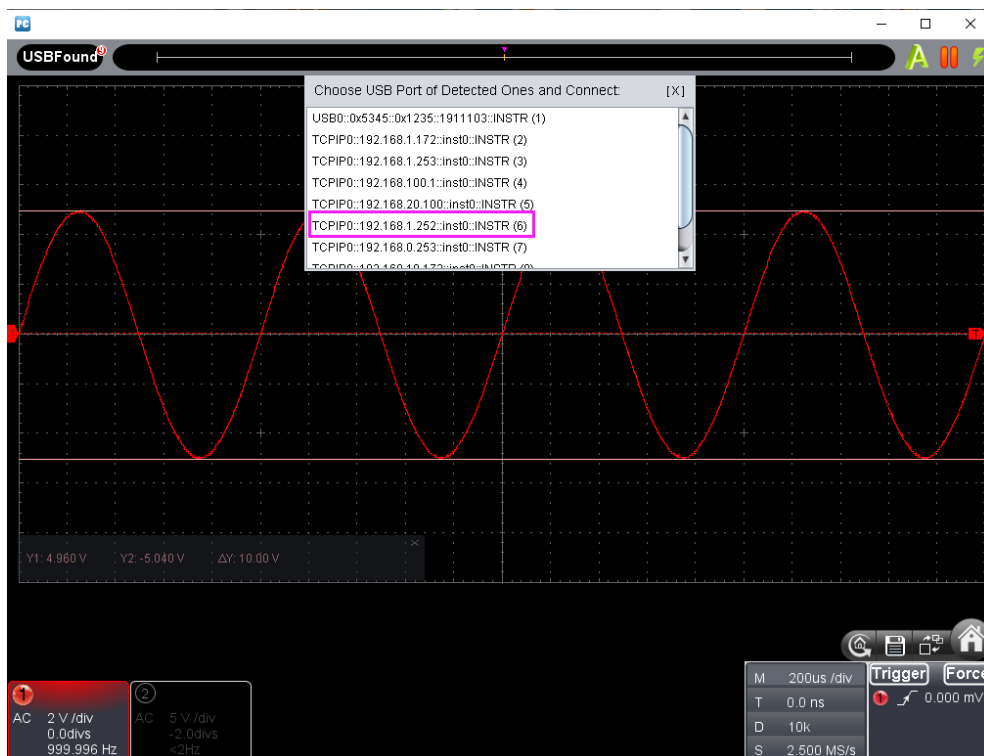 PC
USBFound 9
Choose USB Port of Detected Ones and Connect: [X]
USB0::0x5345::0x1235::1911103::INSTR (1)
TCPIP0::192.168.1.172::inst0::INSTR (2)
TCPIP0::192.168.1.253::inst0::INSTR (3)
TCPIP0::192.168.100.1::inst0::INSTR (4)
TCPIP0::192.168.20.100::inst0::INSTR (5)
TCPIP0::192.168.1.252::inst0::INSTR (6)
TCPIP0::192.168.0.253::inst0::INSTR (7)
T
Y1: 4.960 V Y2: -5.040 V ΔY: 10.00 V
1
AC 2 V /div
0.0divs
999.996 Hz
2
AC 5 V /div
-2.0divs
<2Hz
M 200us /div
T 0.0 ns
D 10k
S 2.500 MS/s
Trigger Force
1 0.000 mV